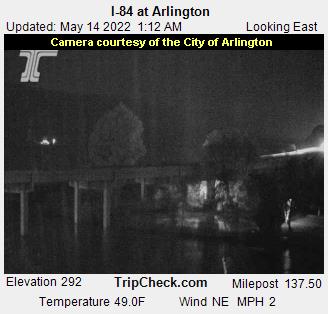 I-84 at Arlington
Updated: May 14 2022 1:12 AM Looking East
Camera courtesy of the City of Arlington
Elevation 292 TripCheck.com Milepost 137.50
Temperature 49.0F Wind NE MPH 2